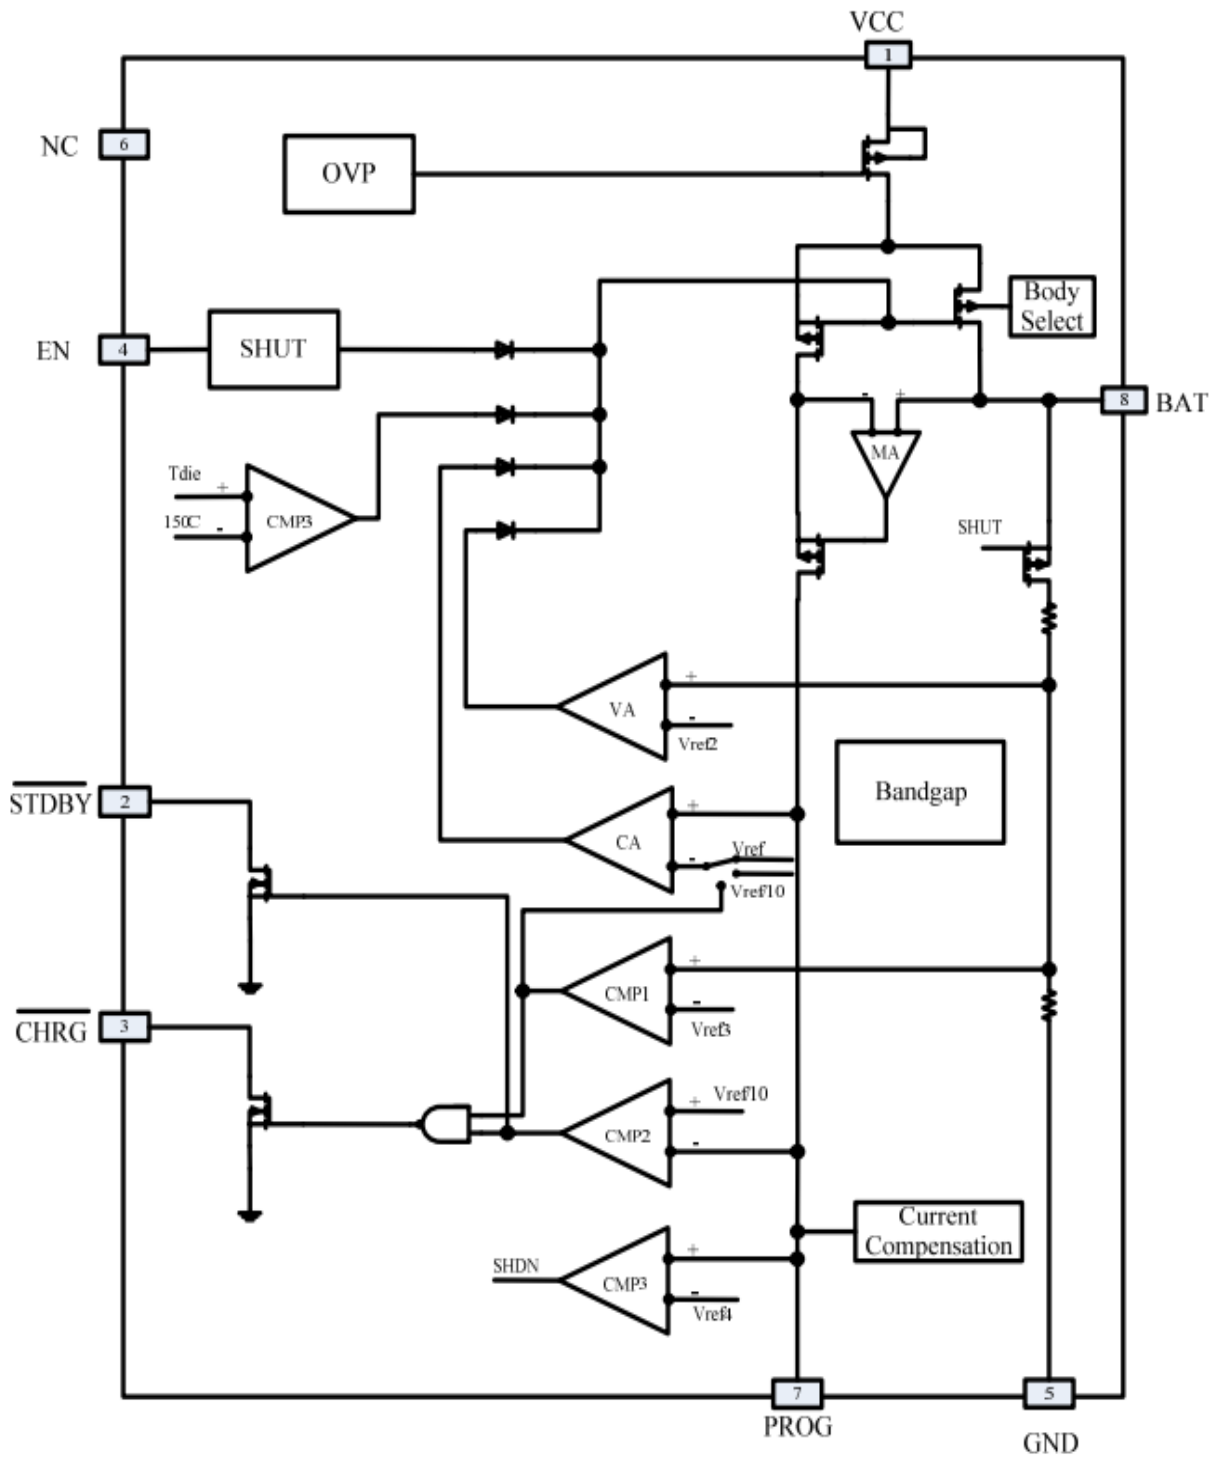 VCC
1
NC
6
OVP
Body
Select
EN
4
SHUT
8
BAT
- +
MA
Tdie
+
150C
-
CMP3
SHUT
VA
+
-
Vref2
Bandgap
STDBY
2
CA
+
-
Vref
Vref10
CMP1
+
-
Vref3
CHRG
3
CMP2
+
Vref10
-
Current
Compensation
SHDN
CMP3
+
-
Vref4
7
PROG
5
GND